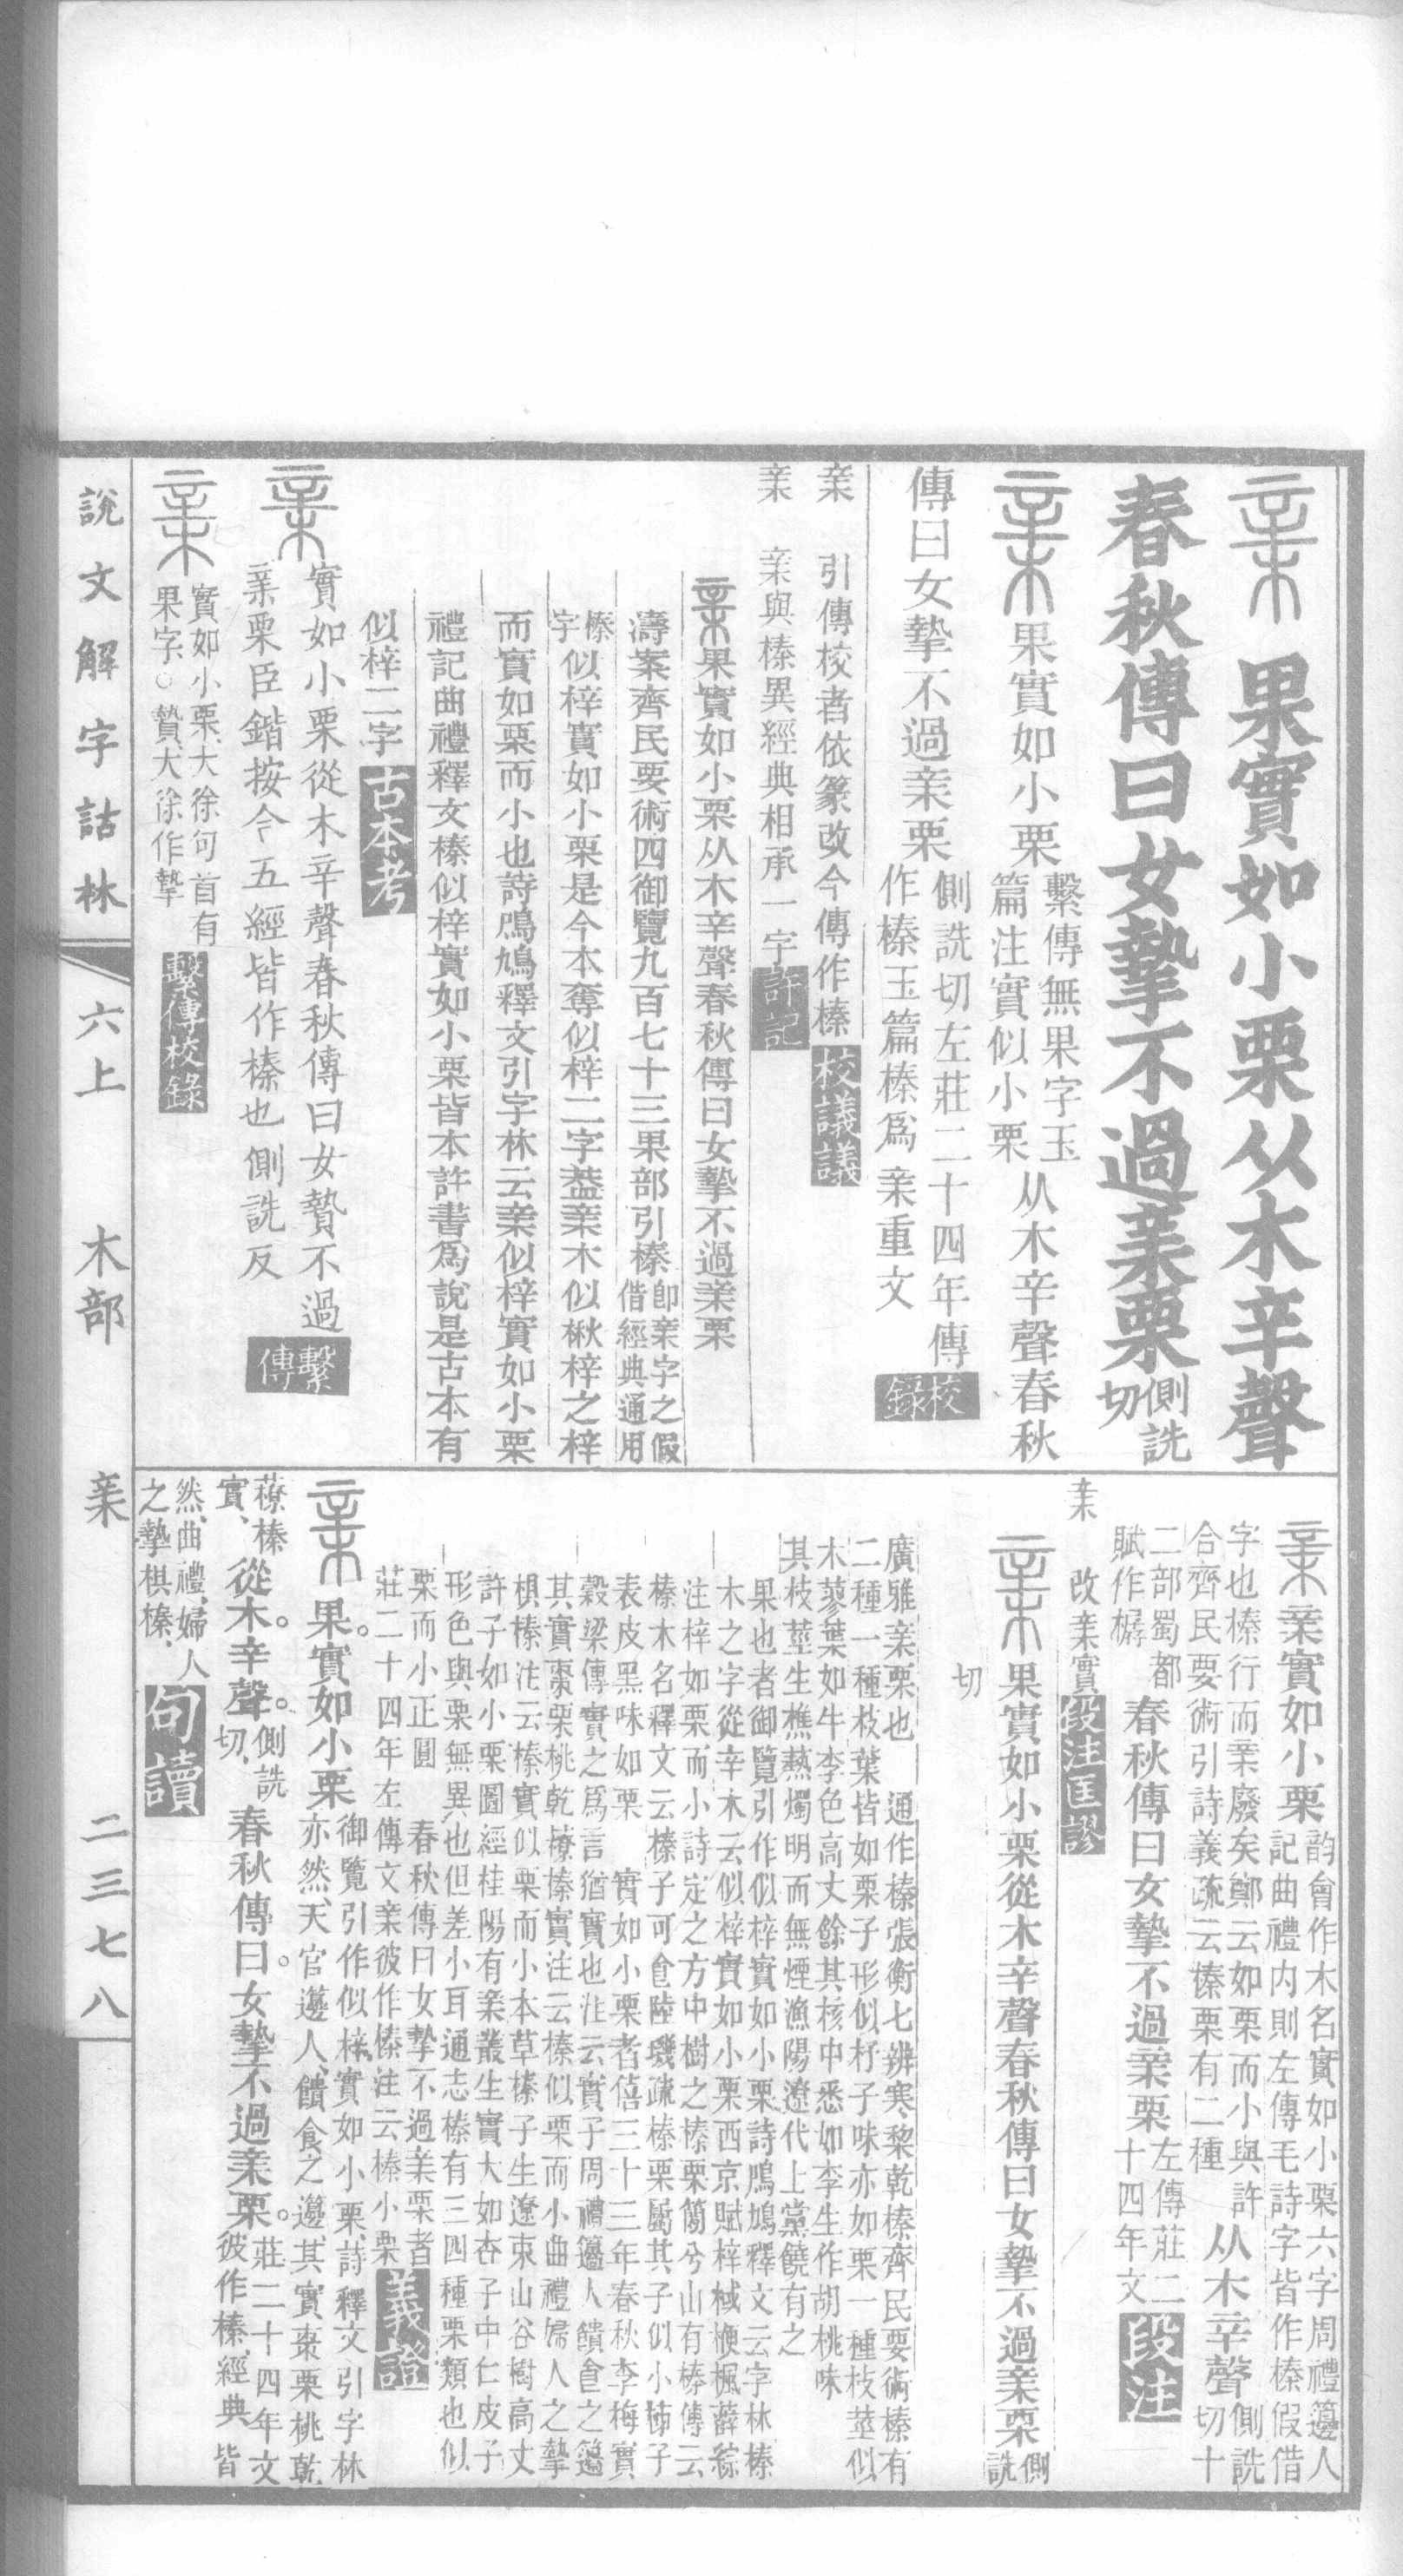 亲 果實如小栗从木辛聲
春秋傳曰女摯不過亲栗側詵切
亲果實如小栗繫傳無果字玉篇注實似小栗从木辛聲春秋
傳曰女摯不過亲栗側詵切左莊二十四年傳作榛玉篇榛爲亲重文校錄
亲 引傳校者依篆改今傳作榛校議議
亲 亲與榛異經典相承一字許記
亲果實如小栗从木辛聲春秋傳曰女摯不過亲栗
濤案齊民要術四御覽九百七十三果部引榛卽亲字之假借經典通用
榛字似梓實如小栗是今本奪似梓二字葢亲木似楸梓之梓
而實如栗而小也詩鳲鳩釋文引字林云亲似梓實如小栗
禮記曲禮釋文榛似梓實如小栗皆本許書爲說是古本有
似梓二字古本考
亲 實如小栗從木辛聲春秋傳曰女贄不過
亲栗臣鍇按今五經皆作榛也側詵反繫傳
亲 實如小栗大徐句首有果字○贄大徐作摯繫傳校錄
亲亲實如小栗韵會作木名實如小栗六字周禮籩人記曲禮內則左傳毛詩字皆作榛假借
字也榛行而亲廢矣鄭云如栗而小與許合齊民要術引詩義疏云榛栗有二種从木辛聲側詵切十
二部蜀都賦作樼春秋傳曰女摯不過亲栗左傳莊二十四年文段注
亲 改亲實段注匡謬
亲果實如小栗從木辛聲春秋傳曰女摯不過亲栗側詵
切
廣雅亲栗也 通作榛張衡七辨寒黎乾榛齊民要術榛有
二種一種枝葉皆如栗子形似杼子味亦如栗一種枝莖似
木蓼葉如牛李色高丈餘其核中悉如李生作胡桃味
其枝莖生樵爇燭明而無煙漁陽遼代上黨饒有之
果也者御覽引作似梓實如小栗詩鳲鳩釋文云字林榛
木之字從辛木云似梓實如小栗西京賦梓棫楩楓薛綜
注梓如栗而小詩定之方中樹之榛栗簡兮山有榛傳云
榛木名釋文云榛子可食陸璣疏榛栗屬其子似小柹子
表皮黑味如栗 實如小栗者僖三十三年春秋李梅實
穀梁傳實之爲言猶實也注云實子周禮籩人饋食之籩
其實棗栗桃乾䕩榛實注云榛似栗而小曲禮婦人之摯
椇榛注云榛實似栗而小本草榛子生遼東山谷樹高丈
許子如小栗圖經桂陽有亲叢生實大如杏子中仁皮子
形色與栗無異也但差小耳通志榛有三四種栗類也似
栗而小正圓 春秋傳曰女摯不過亲栗者
莊二十四年左傳文亲彼作榛注云榛小栗義證
亲 果實如小栗御覽引作似梓實如小栗詩釋文引字林亦然天官籩人饋食之籩其實棗栗桃乾
䕩榛實從木辛聲側詵切春秋傳曰女摯不過亲栗莊二十四年文彼作榛經典皆
然曲禮婦人之摯椇榛句讀
說文解字詁林 六上 木部 亲 二三七八